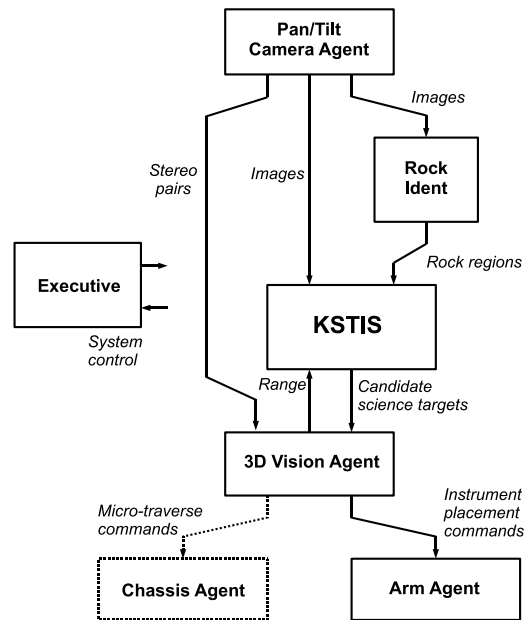 Pan/Tilt
Camera Agent
Images
Stereo
pairs
Images
Rock
Ident
Rock regions
Executive
System
control
KSTIS
Range
Candidate
science targets
3D Vision Agent
Micro-traverse
commands
Instrument
placement
commands
Chassis Agent
Arm Agent